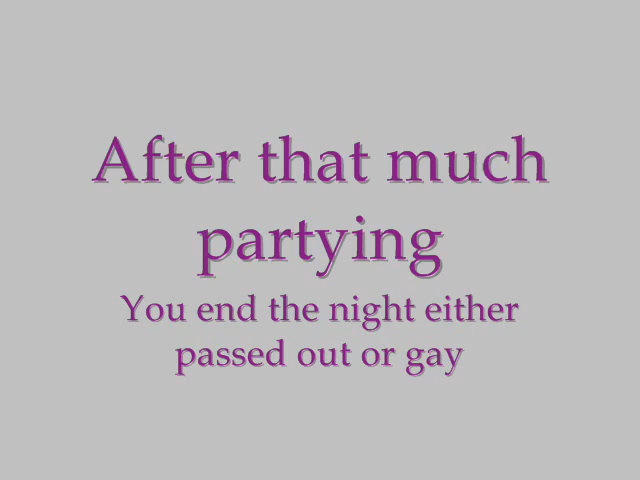 After that much
partying
You end the night either
passed out or gay